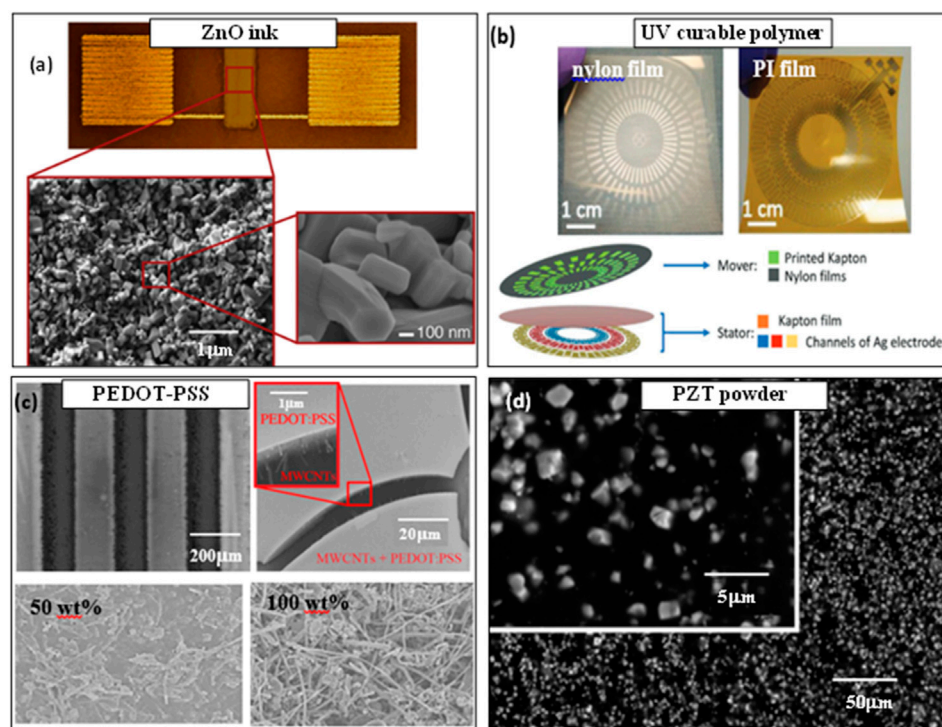 ZnO ink
(a)
1μm
100 nm
UV curable polymer
(b)
nylon film
PI film
1 cm
1 cm
Mover:
Printed Kapton
Nylon films
Stator:
Kapton film
Channels of Ag electrode
PEDOT-PSS
(c)
200μm
1μm
PEDOT:PSS
MWCNTs
20μm
MWCNTs + PEDOT:PSS
50 wt%
100 wt%
PZT powder
(d)
5μm
50μm